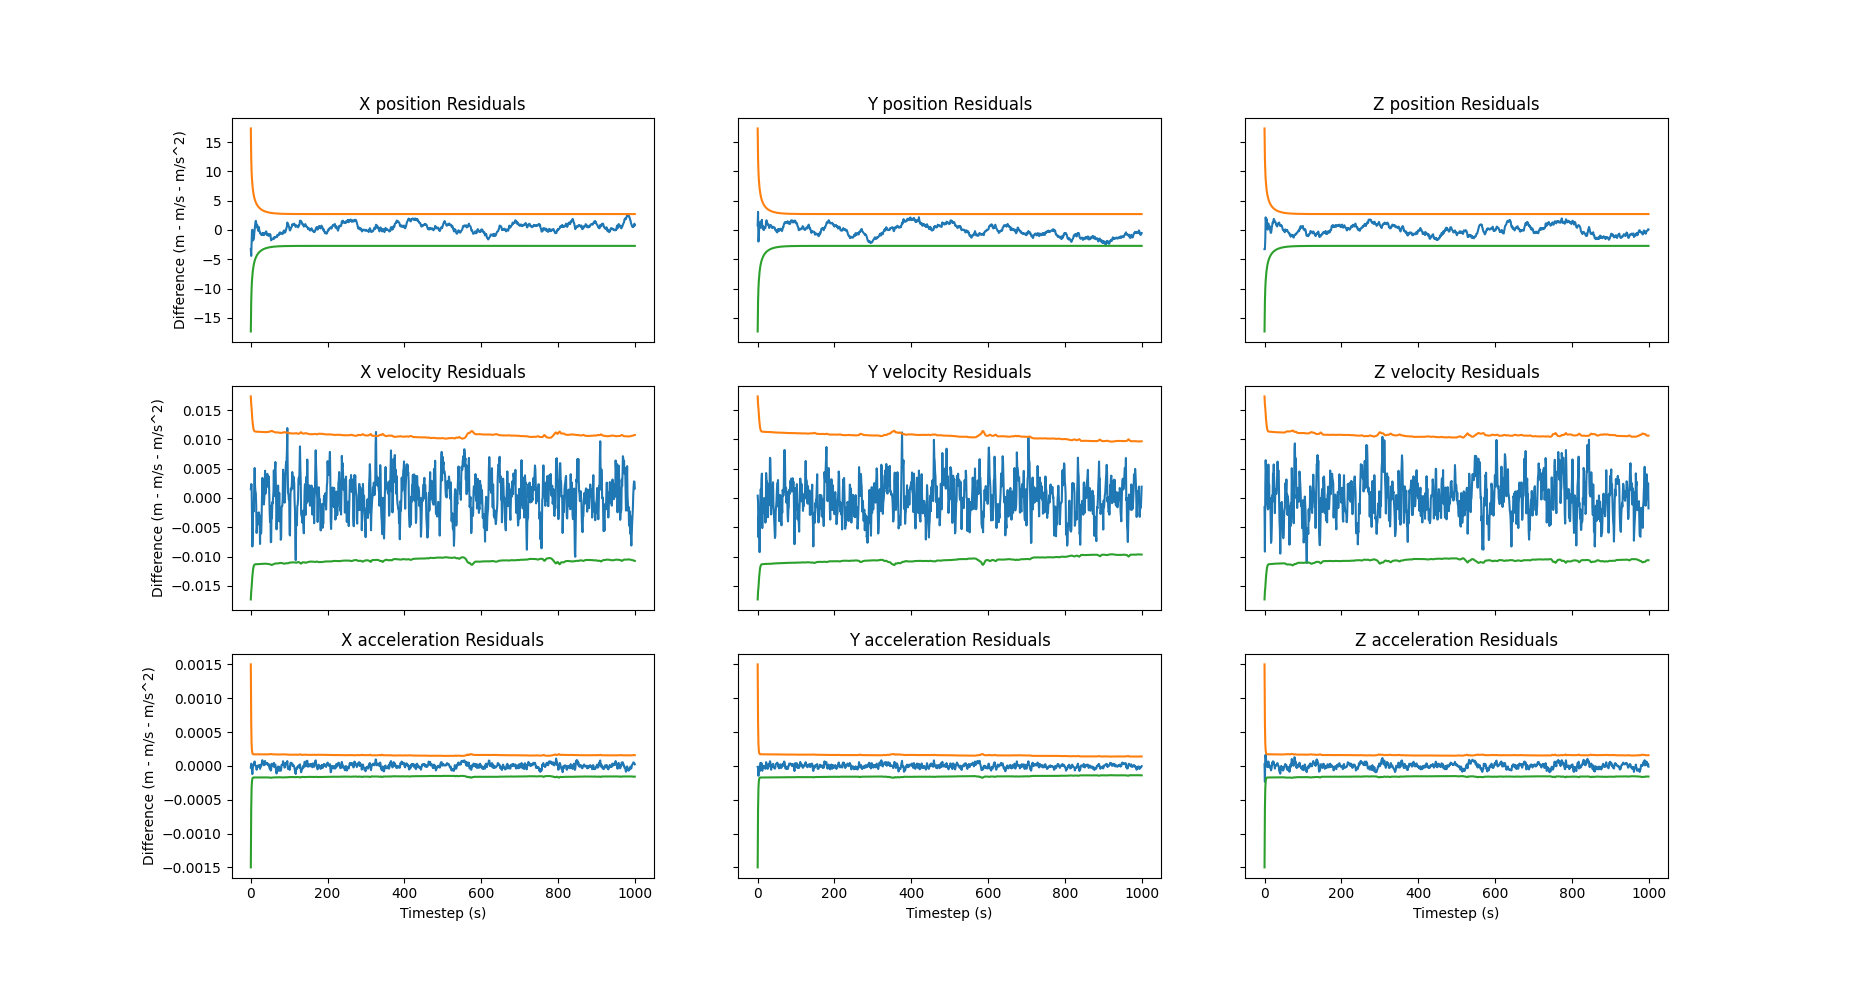 X position Residuals
Y position Residuals
Z position Residuals
Difference (m - m/s - m/s^2)
15
10
5
0
−5
−10
−15
X velocity Residuals
Y velocity Residuals
Z velocity Residuals
Difference (m - m/s - m/s^2)
0.015
0.010
0.005
0.000
−0.005
−0.010
−0.015
X acceleration Residuals
Y acceleration Residuals
Z acceleration Residuals
Difference (m - m/s - m/s^2)
0.0015
0.0010
0.0005
0.0000
−0.0005
−0.0010
−0.0015
0 200 400 600 800 1000
0 200 400 600 800 1000
0 200 400 600 800 1000
Timestep (s)
Timestep (s)
Timestep (s)